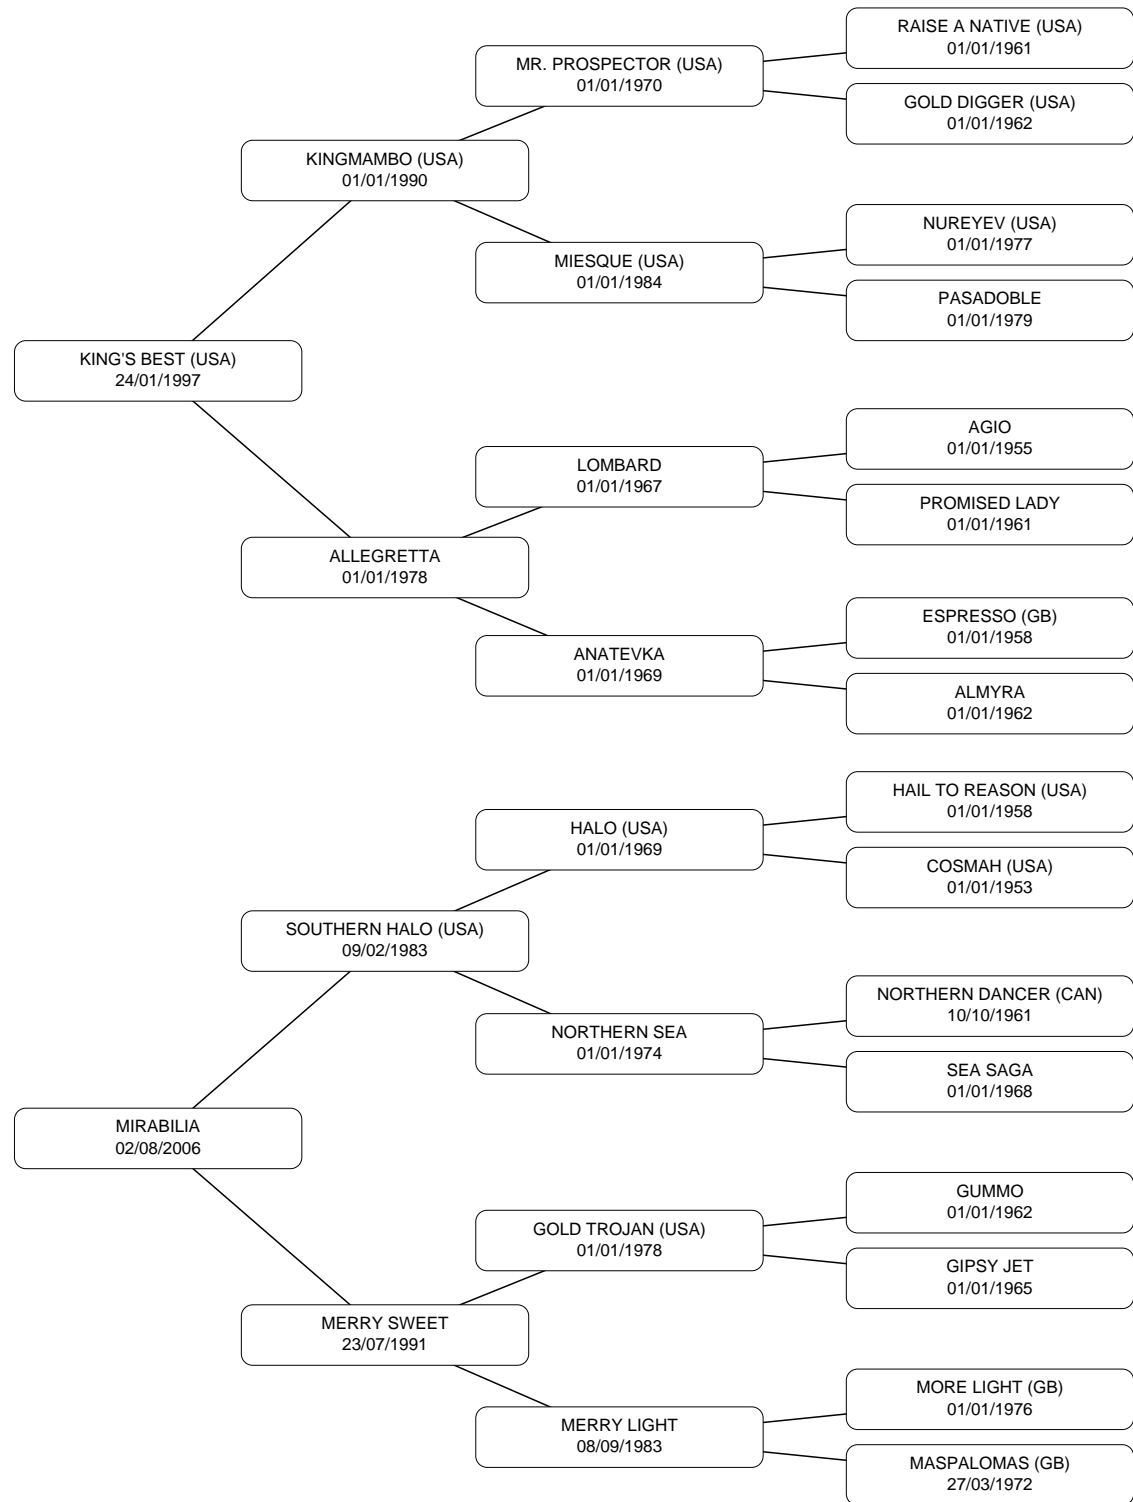 RAISE A NATIVE (USA)
01/01/1961
MR. PROSPECTOR (USA)
01/01/1970
GOLD DIGGER (USA)
01/01/1962
KINGMAMBO (USA)
01/01/1990
NUREYEV (USA)
01/01/1977
MIESQUE (USA)
01/01/1984
PASADOBLE
01/01/1979
KING'S BEST (USA)
24/01/1997
AGIO
01/01/1955
LOMBARD
01/01/1967
PROMISED LADY
01/01/1961
ALLEGRETTA
01/01/1978
ESPRESSO (GB)
01/01/1958
ANATEVKA
01/01/1969
ALMYRA
01/01/1962
HAIL TO REASON (USA)
01/01/1958
HALO (USA)
01/01/1969
COSMAH (USA)
01/01/1953
SOUTHERN HALO (USA)
09/02/1983
NORTHERN DANCER (CAN)
10/10/1961
NORTHERN SEA
01/01/1974
SEA SAGA
01/01/1968
MIRABILIA
02/08/2006
GUMMO
01/01/1962
GOLD TROJAN (USA)
01/01/1978
GIPSY JET
01/01/1965
MERRY SWEET
23/07/1991
MORE LIGHT (GB)
01/01/1976
MERRY LIGHT
08/09/1983
MASPALOMAS (GB)
27/03/1972